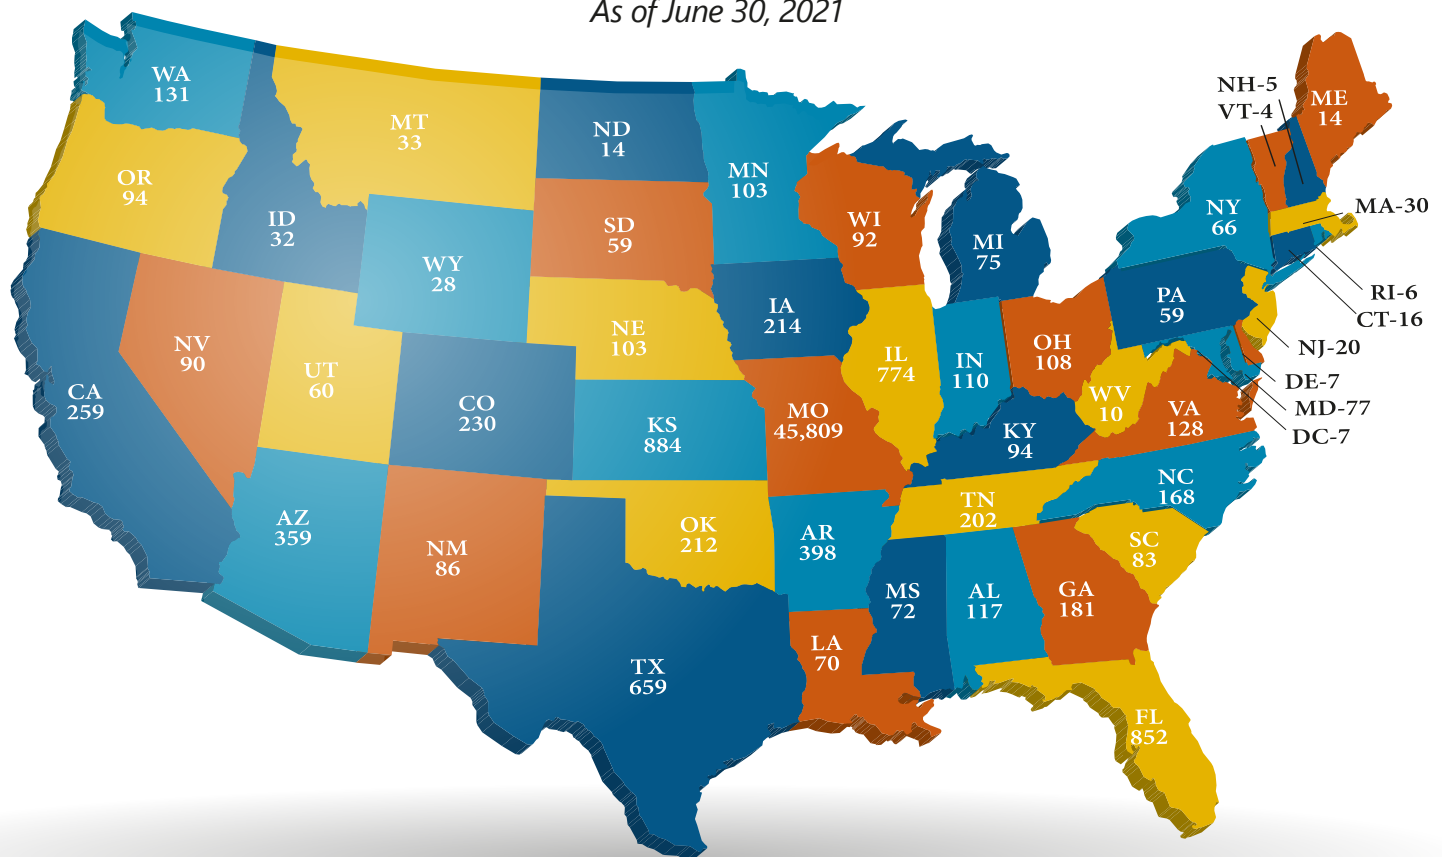 As of June 30, 2021
WA
131
MT
33
ND
14
MN
103
OR
94
ID
32
WY
28
SD
59
WI
92
MI
75
NY
66
NH-5
VT-4
ME
14
MA-30
RI-6
CT-16
NJ-20
DE-7
MD-77
DC-7
CA
259
NV
90
UT
60
CO
230
NE
103
IA
214
IL
774
IN
110
OH
108
PA
59
WV
10
VA
128
KS
884
MO
45,809
KY
94
NC
168
AZ
359
NM
86
OK
212
AR
398
TN
202
SC
83
TX
659
LA
70
MS
72
AL
117
GA
181
FL
852